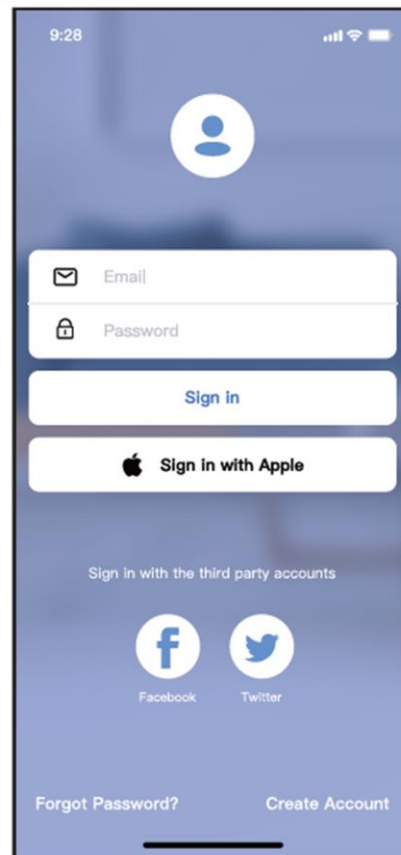 9:28
Email
Password
Sign in
Sign in with Apple
Sign in with the third party accounts
Facebook Twitter
Forgot Password? Create Account